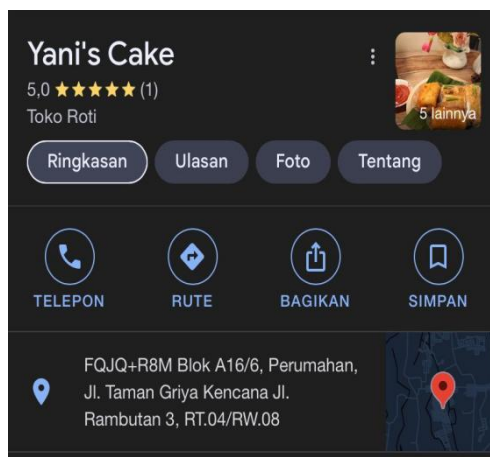 Yani's Cake
5,0 ★★★★★ (1)
Toko Roti
5 lainnya
Ringkasan Ulasan Foto Tentang
TELEPON RUTE BAGIKAN SIMPAN
FQJQ+R8M Blok A16/6, Perumahan,
Jl. Taman Griya Kencana Jl.
Rambutan 3, RT.04/RW.08